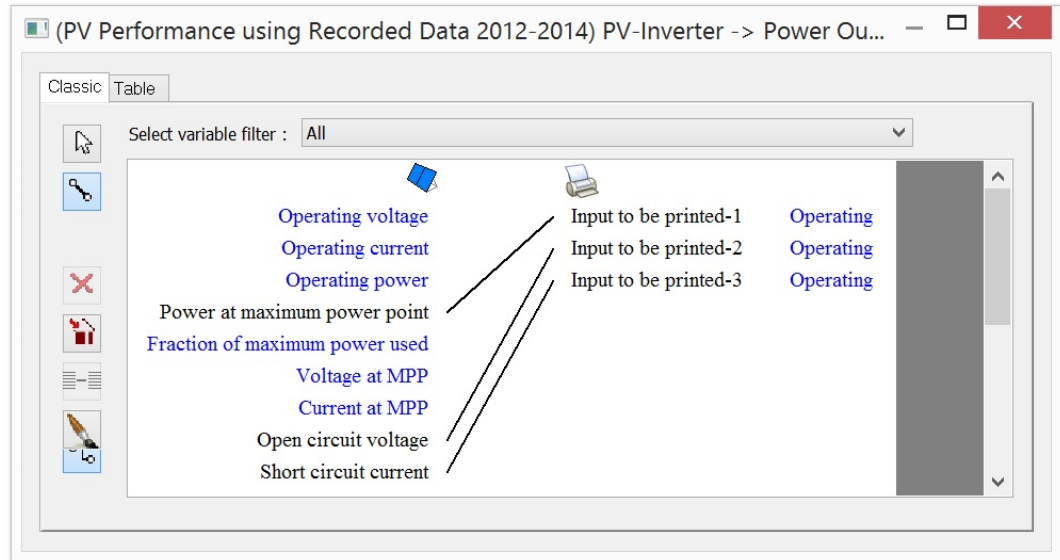 (PV Performance using Recorded Data 2012-2014) PV-Inverter -> Power Ou...
Classic Table
Select variable filter : All
Operating voltage Input to be printed-1 Operating
Operating current Input to be printed-2 Operating
Operating power Input to be printed-3 Operating
Power at maximum power point
Fraction of maximum power used
Voltage at MPP
Current at MPP
Open circuit voltage
Short circuit current